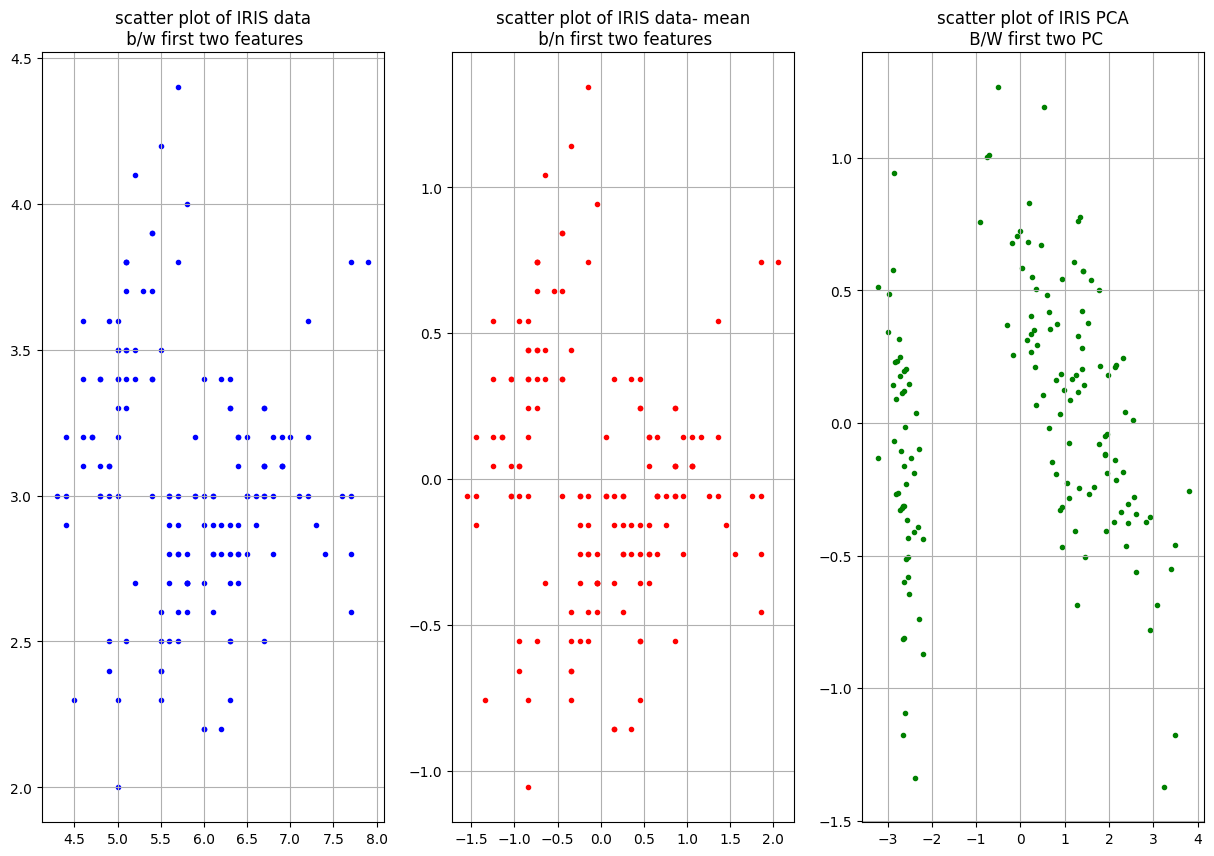 scatter plot of IRIS data
b/w first two features
4.5
4.0
3.5
3.0
2.5
2.0
4.5 5.0 5.5 6.0 6.5 7.0 7.5 8.0
scatter plot of IRIS data- mean
b/n first two features
1.0
0.5
0.0
−0.5
−1.0
−1.5 −1.0 −0.5 0.0 0.5 1.0 1.5 2.0
scatter plot of IRIS PCA
B/W first two PC
1.0
0.5
0.0
−0.5
−1.0
−1.5
−3 −2 −1 0 1 2 3 4